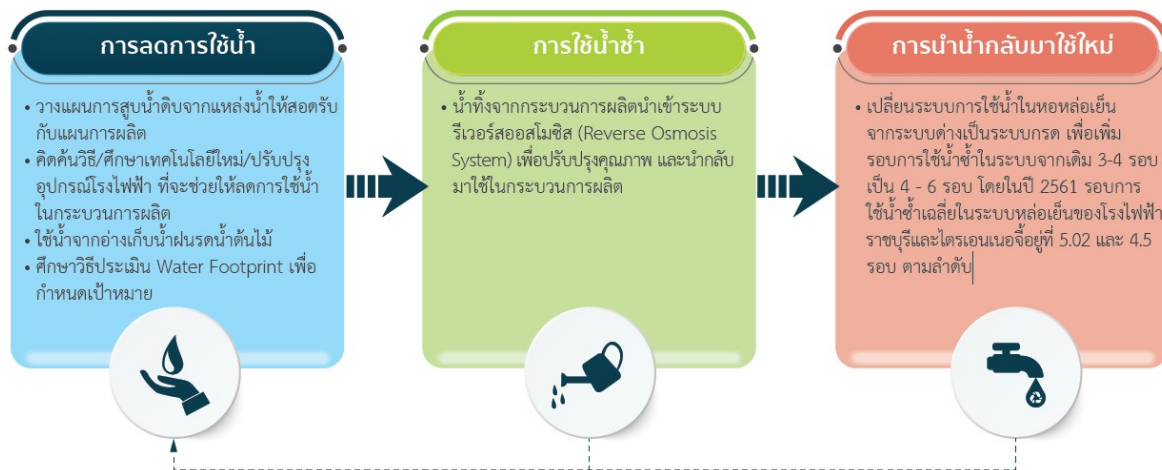 การลดการใช้น้ำ
• วางแผนการสูบน้ำดิบจากแหล่งน้ำให้สอดรับ
กับแผนการผลิต
• คิดค้นวิธี/ศึกษาเทคโนโลยีใหม่/ปรับปรุง
อุปกรณ์โรงไฟฟ้า ที่จะช่วยให้ลดการใช้น้ำ
ในกระบวนการผลิต
• ใช้น้ำจากอ่างเก็บน้ำฝนรดน้ำต้นไม้
• ศึกษาวิธีประเมิน Water Footprint เพื่อ
กำหนดเป้าหมาย
การใช้น้ำซ้ำ
• น้ำทิ้งจากกระบวนการผลิตนำเข้าระบบ
รีเวอร์สออสโมซิส (Reverse Osmosis
System) เพื่อปรับปรุงคุณภาพ และนำกลับ
มาใช้ในกระบวนการผลิต
การนำน้ำกลับมาใช้ใหม่
• เปลี่ยนระบบการใช้น้ำในหอหล่อเย็น
จากระบบด่างเป็นระบบกรด เพื่อเพิ่ม
รอบการใช้น้ำซ้ำในระบบจากเดิม 3-4 รอบ
เป็น 4 - 6 รอบ โดยในปี 2561 รอบการ
ใช้น้ำซ้ำเฉลี่ยในระบบหล่อเย็นของโรงไฟฟ้า
ราชบุรีและไตรเอนเนอจี้อยู่ที่ 5.02 และ 4.5
รอบ ตามลำดับ